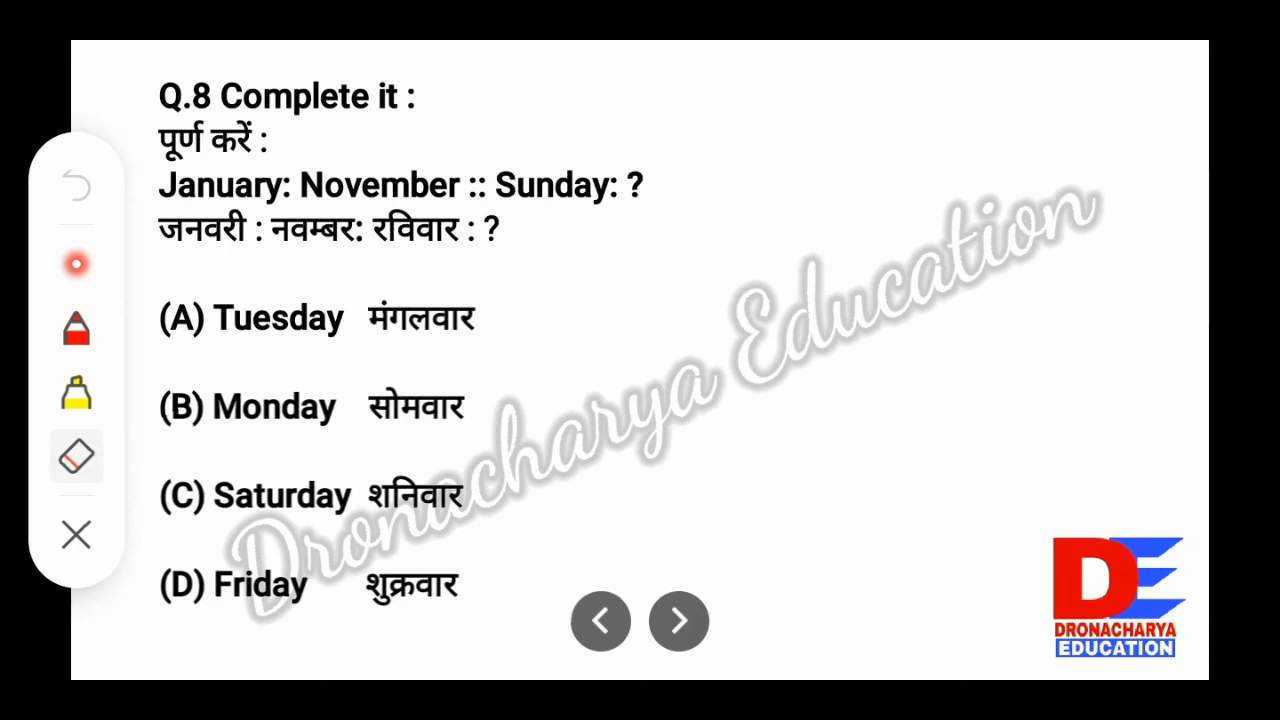 Q.8 Complete it :
पूर्ण करें :
January: November :: Sunday: ?
जनवरी : नवम्बर: रविवार : ?
(A) Tuesday मंगलवार
(B) Monday सोमवार
(C) Saturday शनिवार
(D) Friday शुक्रवार
Dronacharya Education
DE
DRONACHARYA
EDUCATION